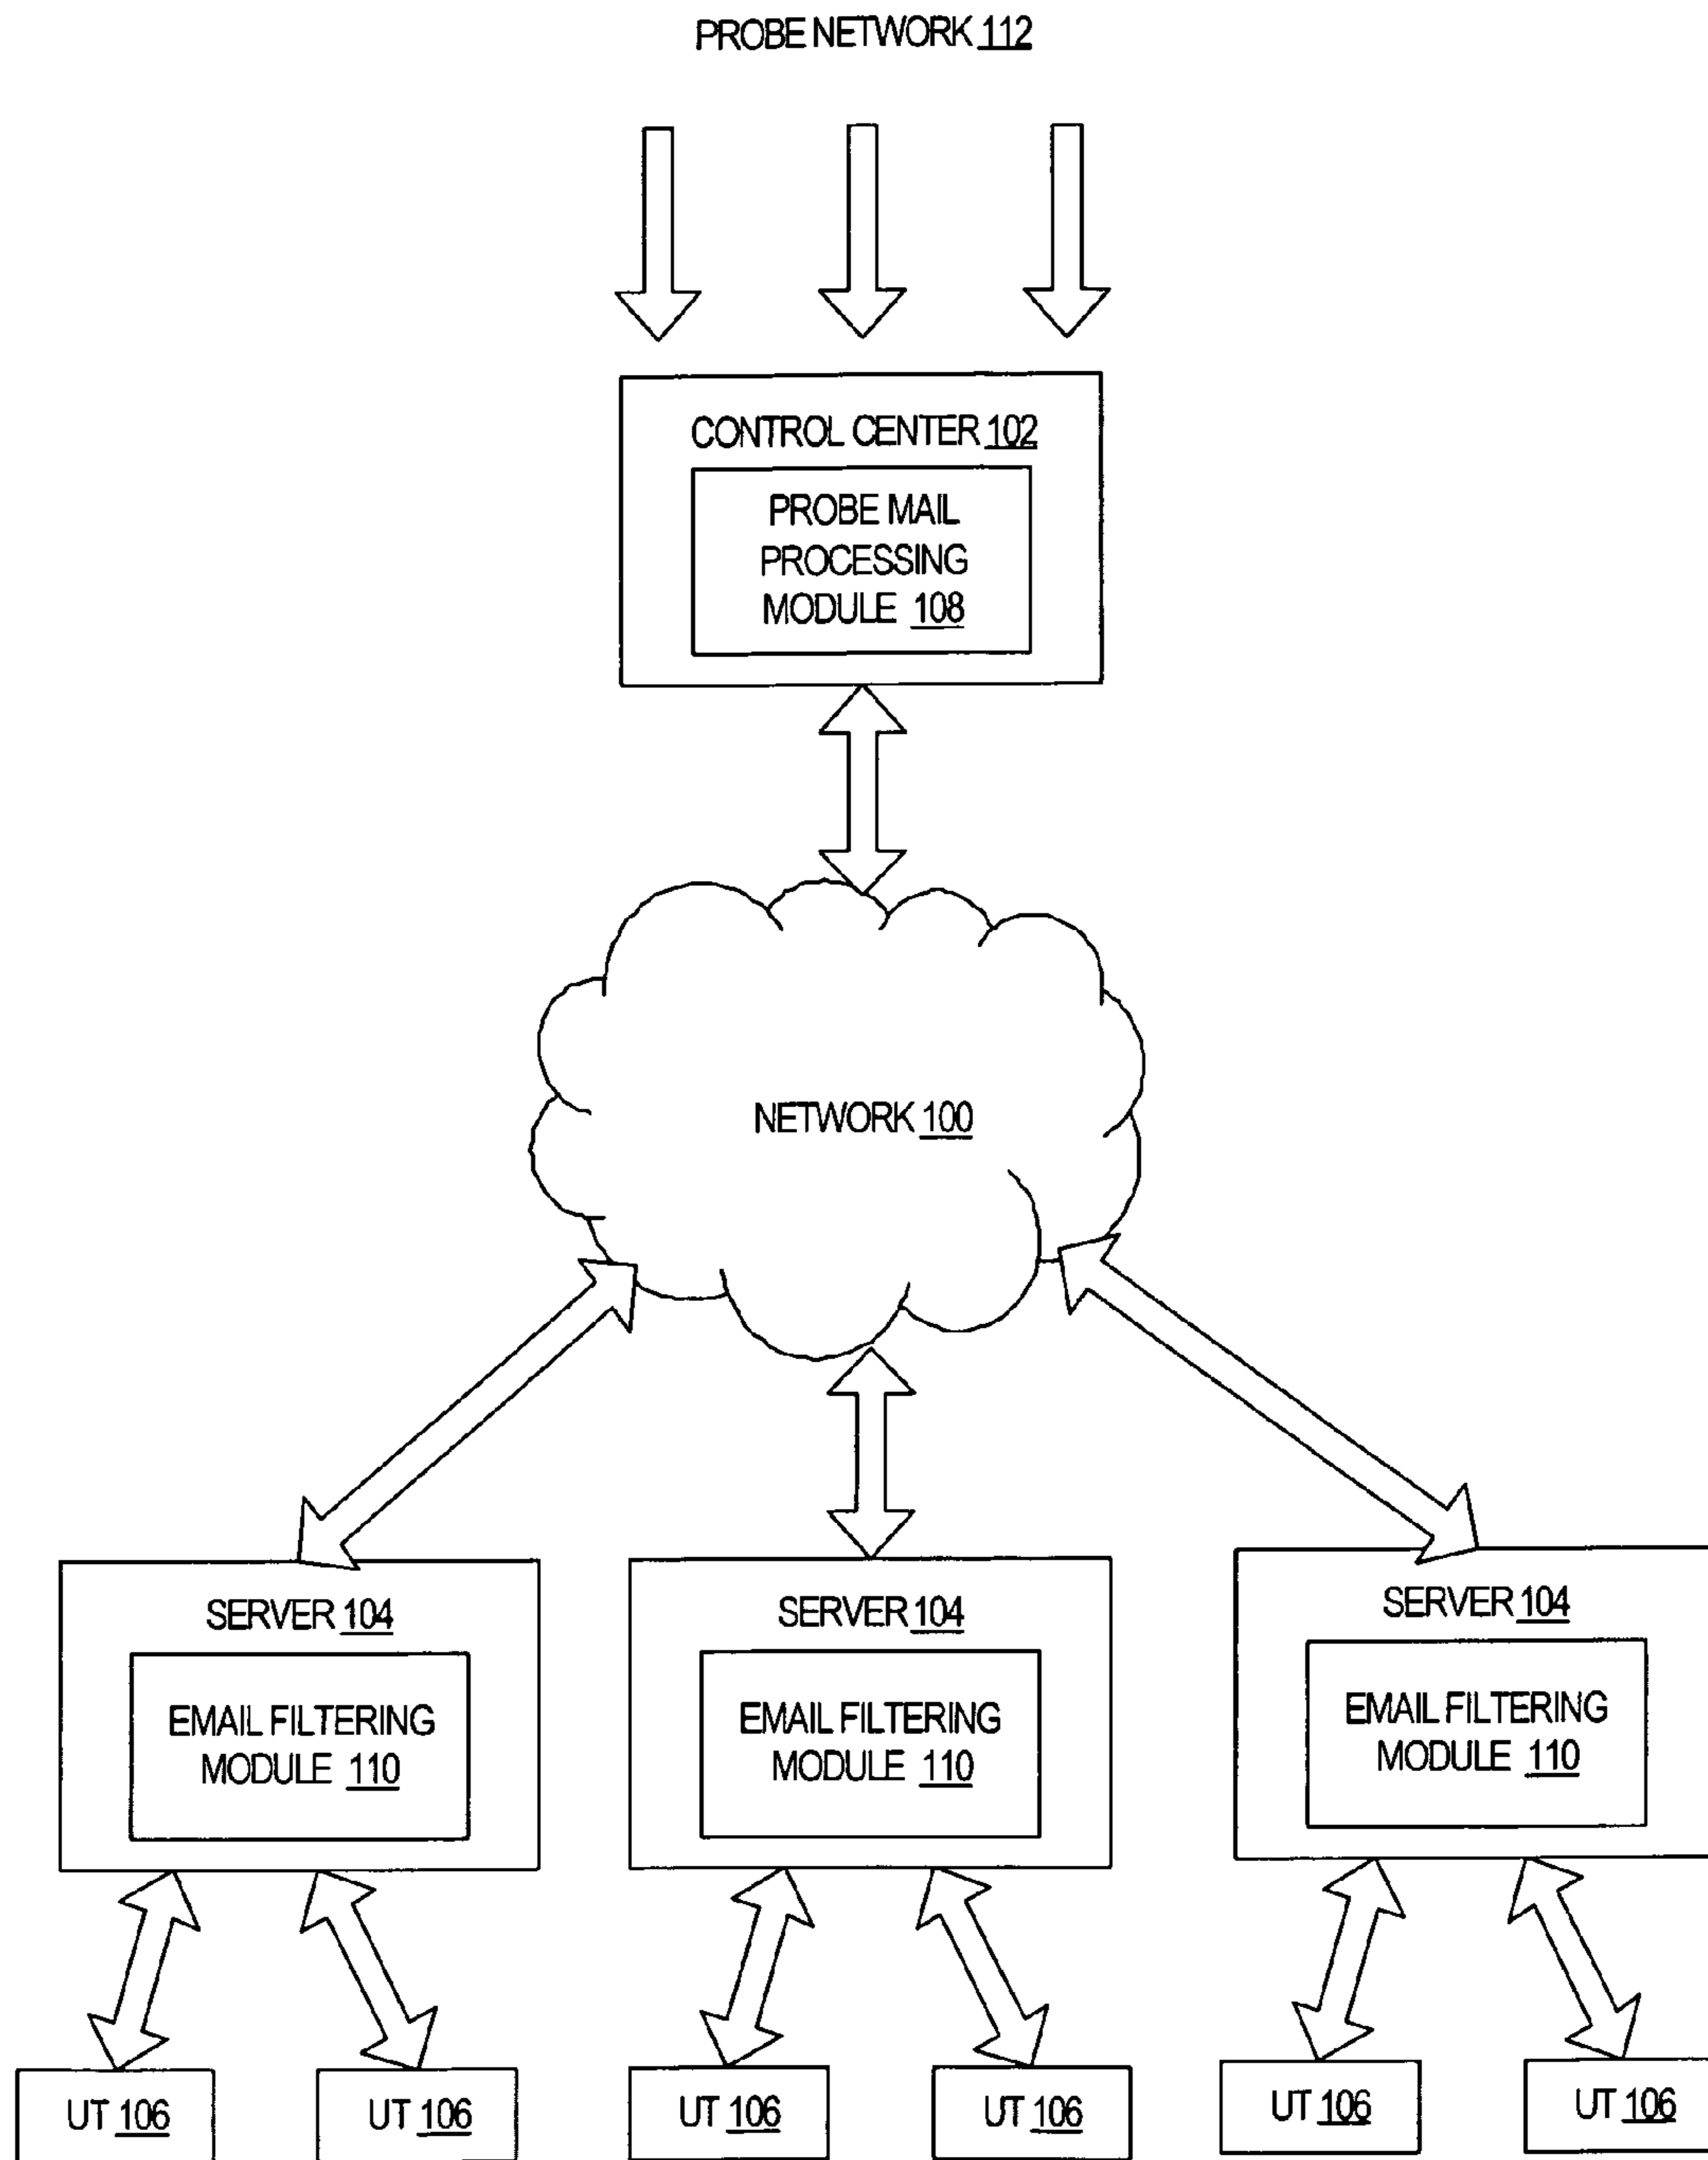 PROBE NETWORK 112
CONTROL CENTER 102
PROBE MAIL
PROCESSING
MODULE 108
NETWORK 100
SERVER 104
EMAIL FILTERING
MODULE 110
SERVER 104
EMAIL FILTERING
MODULE 110
SERVER 104
EMAIL FILTERING
MODULE 110
UT 106
UT 106
UT 106
UT 106
UT 106
UT 106